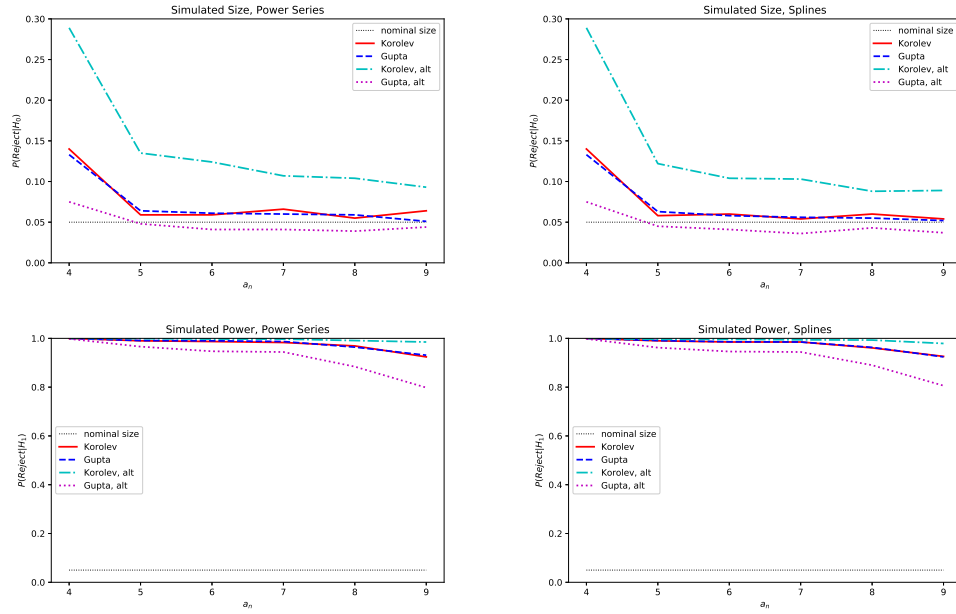 Simulated Size, Power Series
0.30
0.25
0.20
0.15
0.10
0.05
0.00
P(Reject|H₀)
nominal size
Korolev
Gupta
Korolev, alt
Gupta, alt
4 5 6 7 8 9
aₙ
Simulated Size, Splines
0.30
0.25
0.20
0.15
0.10
0.05
0.00
P(Reject|H₀)
nominal size
Korolev
Gupta
Korolev, alt
Gupta, alt
4 5 6 7 8 9
aₙ
Simulated Power, Power Series
1.0
0.8
0.6
0.4
0.2
0.0
P(Reject|H₁)
nominal size
Korolev
Gupta
Korolev, alt
Gupta, alt
4 5 6 7 8 9
aₙ
Simulated Power, Splines
1.0
0.8
0.6
0.4
0.2
0.0
P(Reject|H₁)
nominal size
Korolev
Gupta
Korolev, alt
Gupta, alt
4 5 6 7 8 9
aₙ